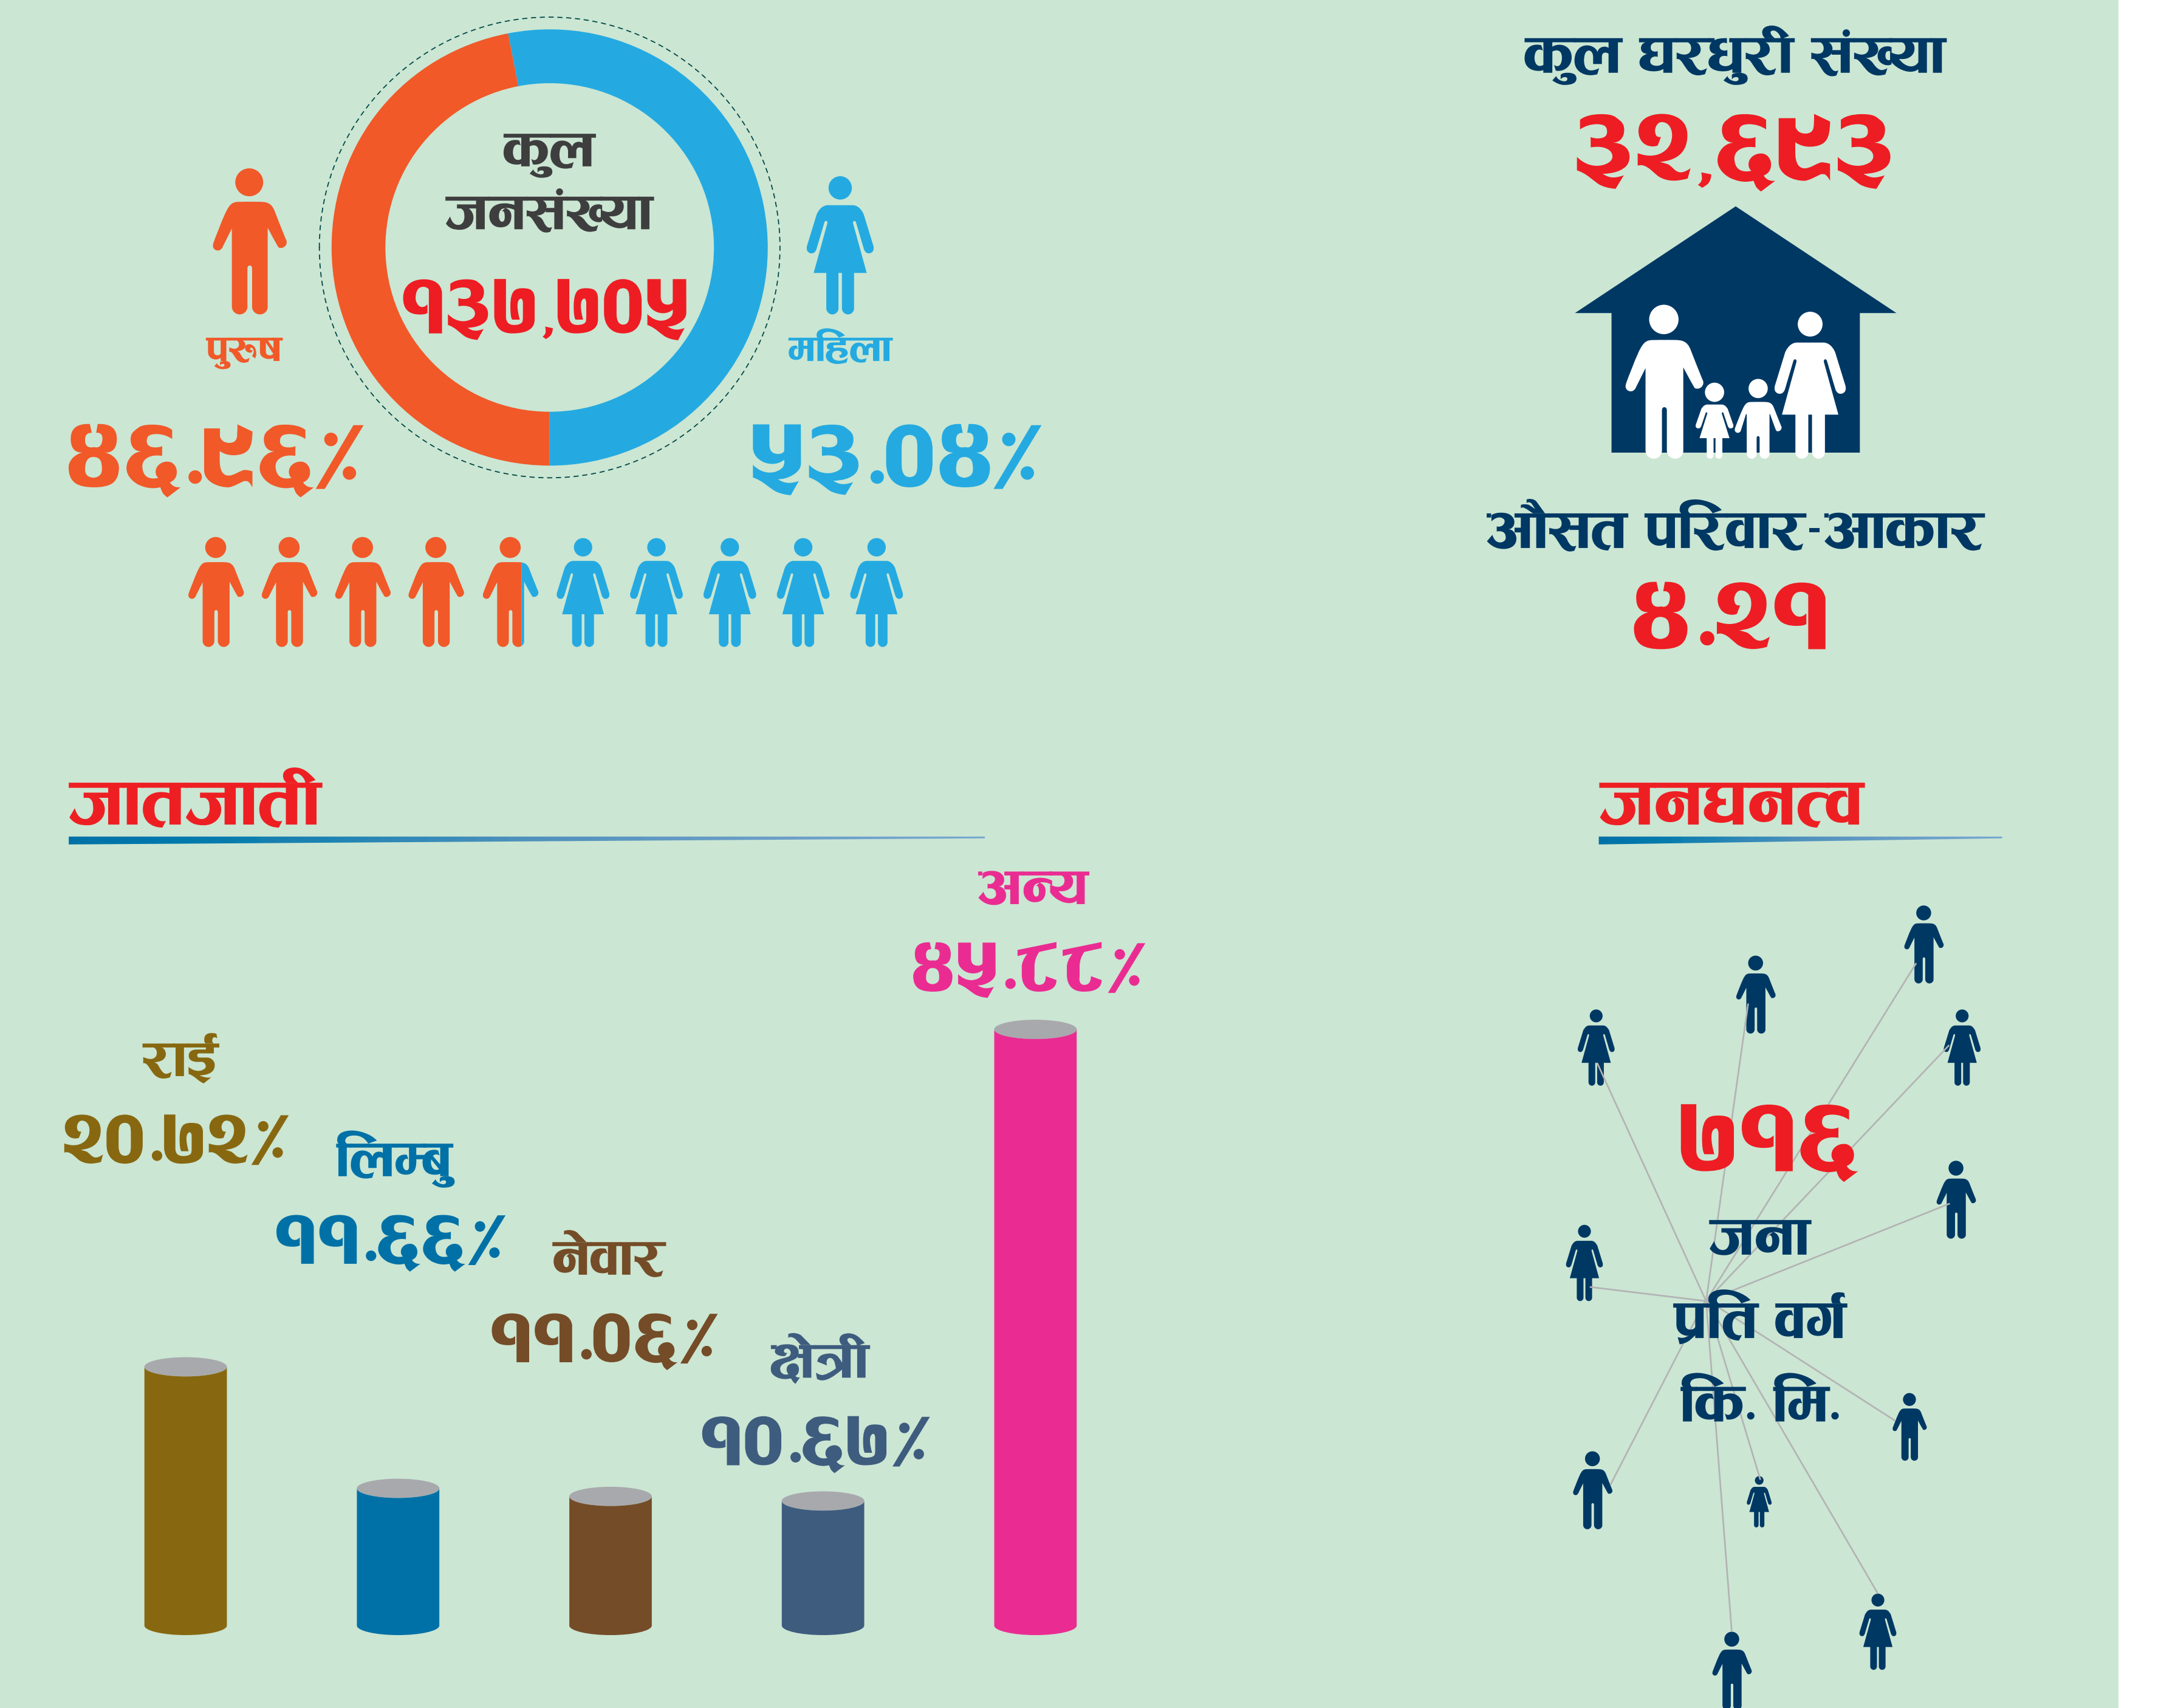 कुल
जनसंख्या
१३७,७०५
पुरुष
४६.९६%
महिला
५३.०४%
कुल घरधुरी संख्या
३२,६९३
औसत परिवार-आकार
४.२१
जातजाती
राई
२०.७२%
लिम्बु
११.६६%
नेवार
११.०६%
क्षेत्री
१०.६७%
अन्य
४५.८८%
जनघनत्व
७१६
जना
प्रति वर्ग
कि. मि.